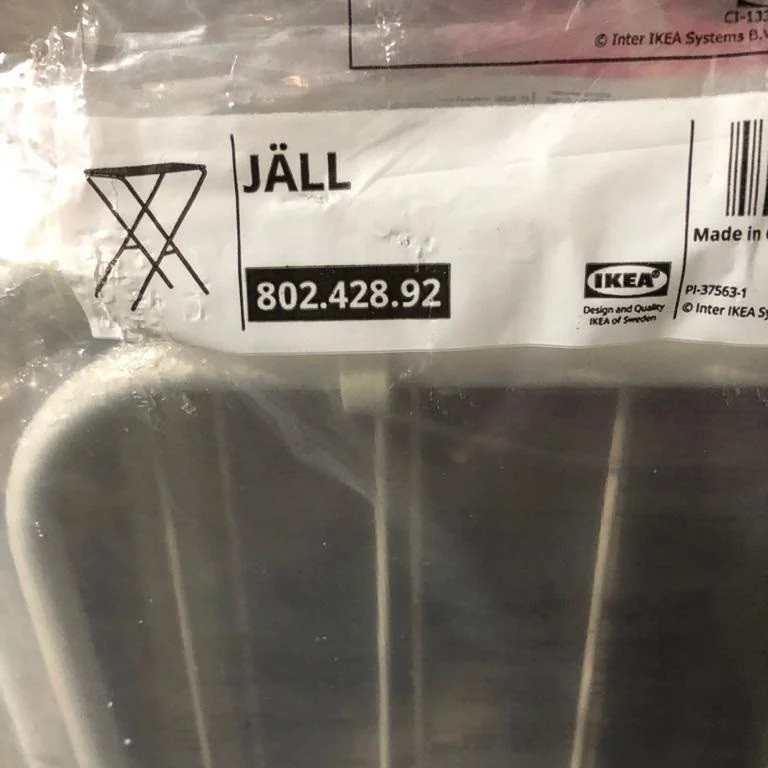 CI-133
© Inter IKEA Systems B.V
JÄLL
802.428.92
IKEA®
Design and Quality
IKEA of Sweden
Made in
PI-37563-1
© Inter IKEA Sy